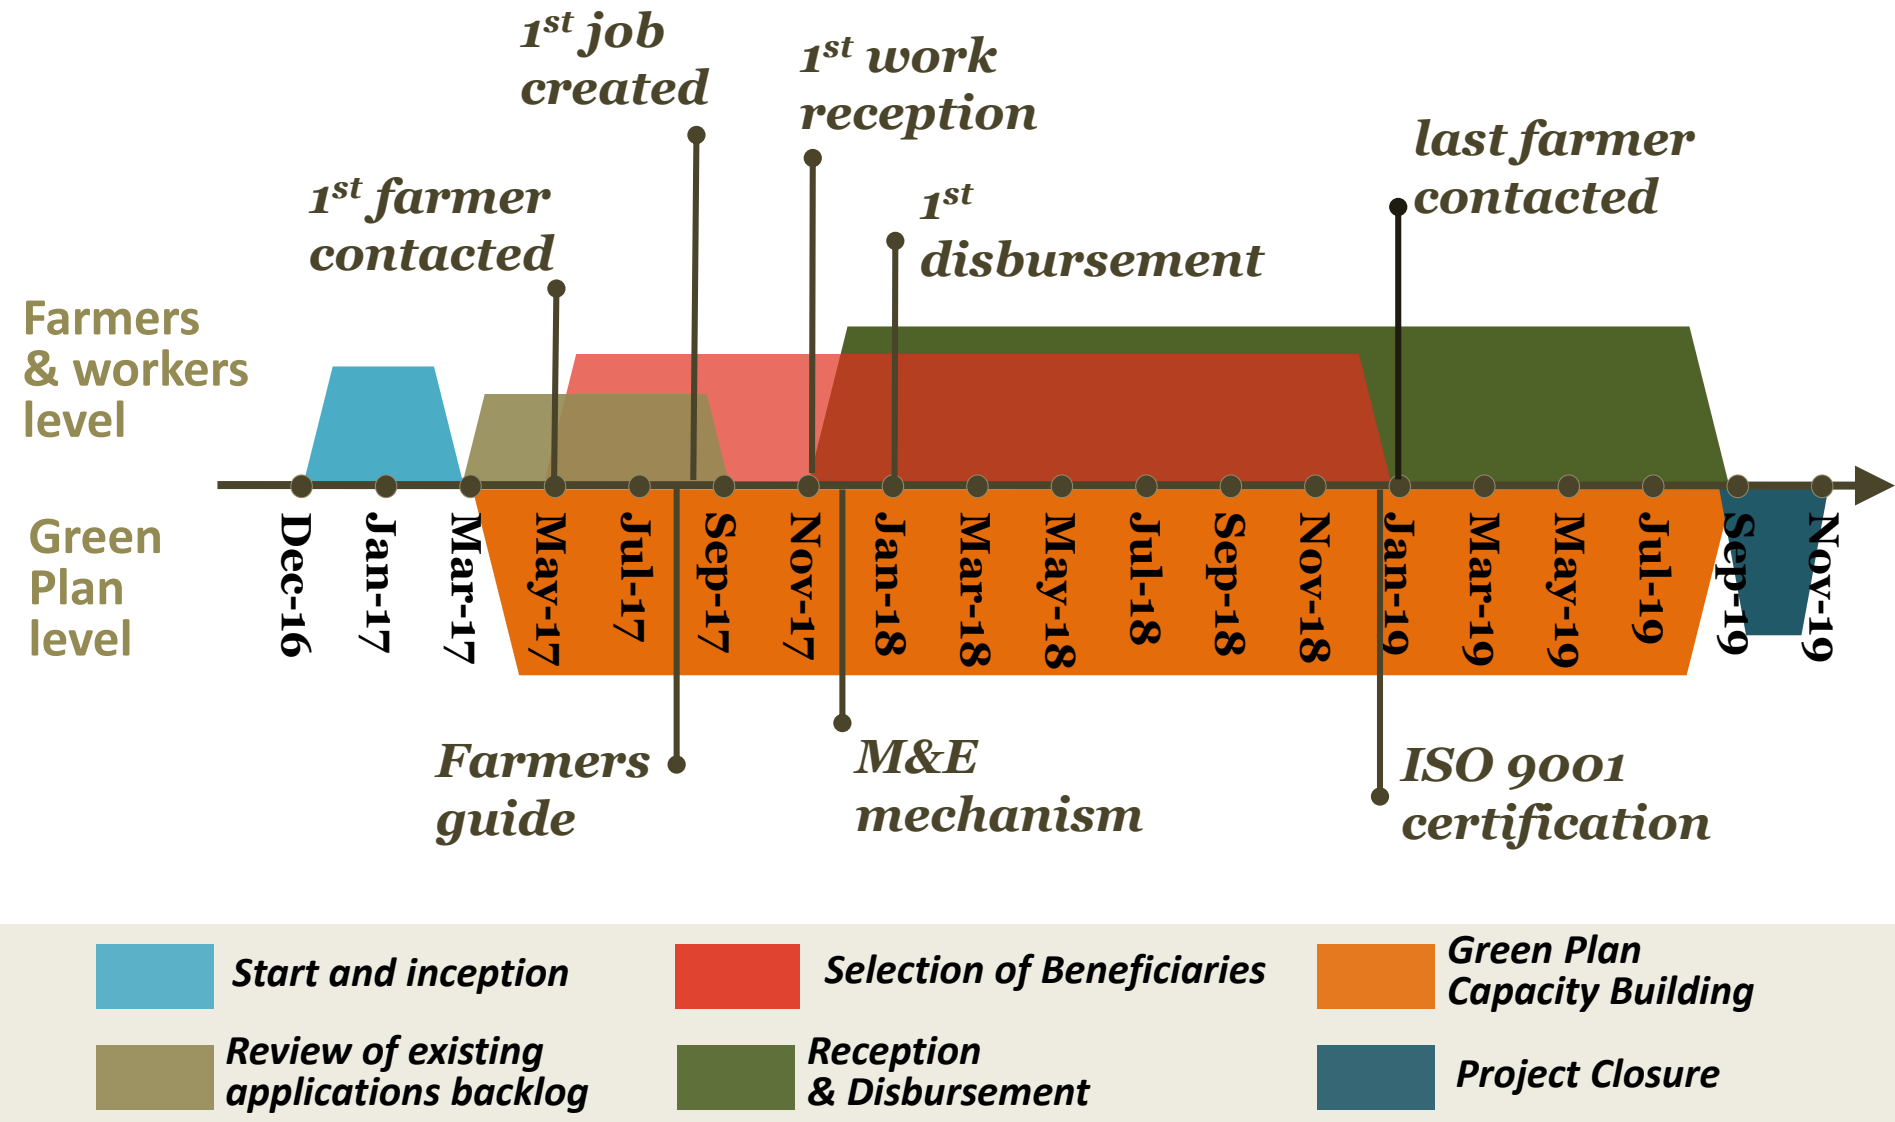 1st job
created
1st work
reception
last farmer
contacted
1st farmer
contacted
1st
disbursement
Farmers
& workers
level
Green
Plan
level
Dec-16
Jan-17
Mar-17
May-17
Jul-17
Sep-17
Nov-17
Jan-18
Mar-18
May-18
Jul-18
Sep-18
Nov-18
Jan-19
Mar-19
May-19
Jul-19
Sep-19
Nov-19
Farmers
guide
M&E
mechanism
ISO 9001
certification
Start and inception
Selection of Beneficiaries
Green Plan
Capacity Building
Review of existing
applications backlog
Reception
& Disbursement
Project Closure